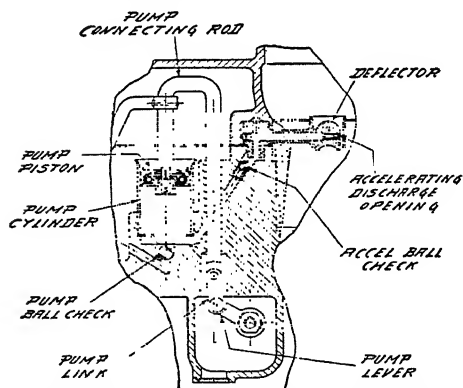 PUMP
CONNECTING ROD
DEFLECTOR
PUMP
PISTON
ACCELERATING
DISCHARGE
OPENING
PUMP
CYLINDER
ACCEL BALL
CHECK
PUMP
BALL CHECK
PUMP
LINK
PUMP
LEVER